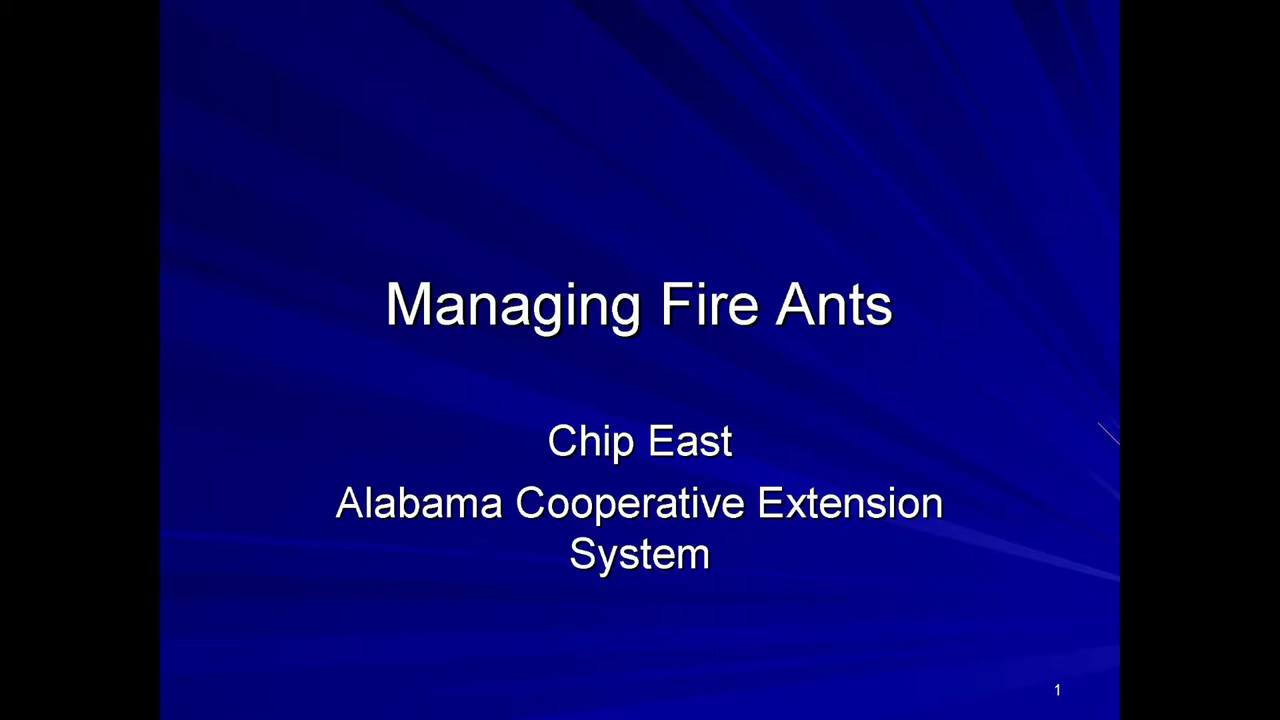 Managing Fire Ants
Chip East
Alabama Cooperative Extension
System
1